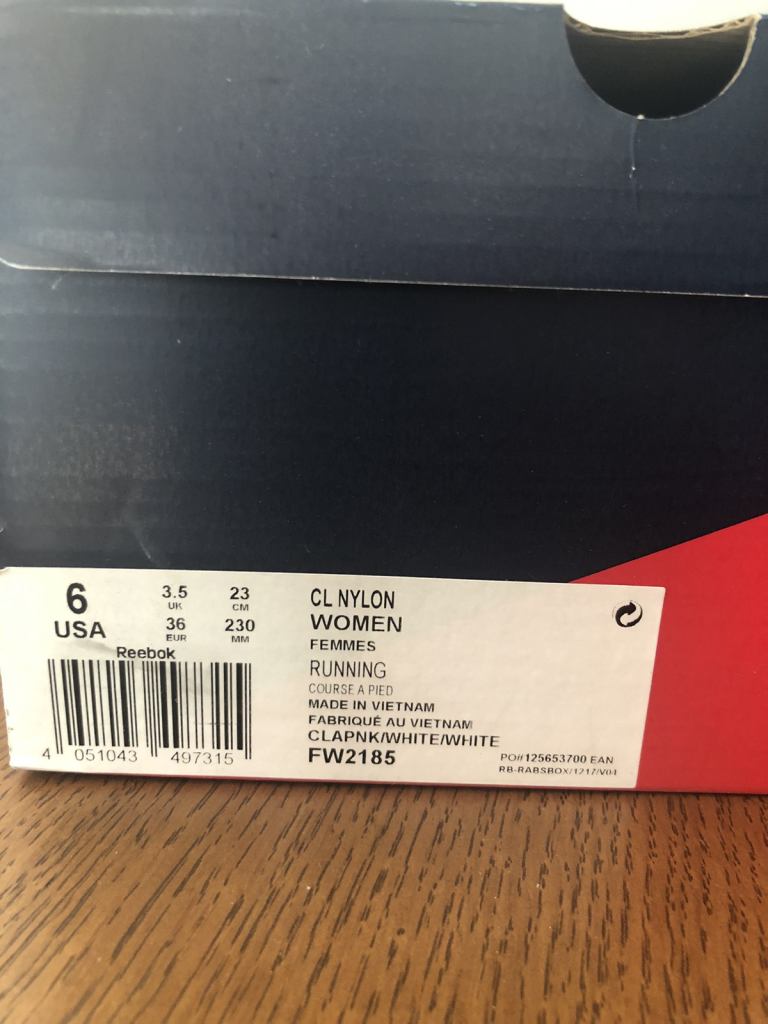 6
USA
3.5
UK
23
CM
36
EUR
230
MM
Reebok
4 051043 497315
CL NYLON
WOMEN
FEMMES
RUNNING
COURSE A PIED
MADE IN VIETNAM
FABRIQUÉ AU VIETNAM
CLAPNK/WHITE/WHITE
FW2185
PO#125653700 EAN
RB-RABSBOX/1217/V04